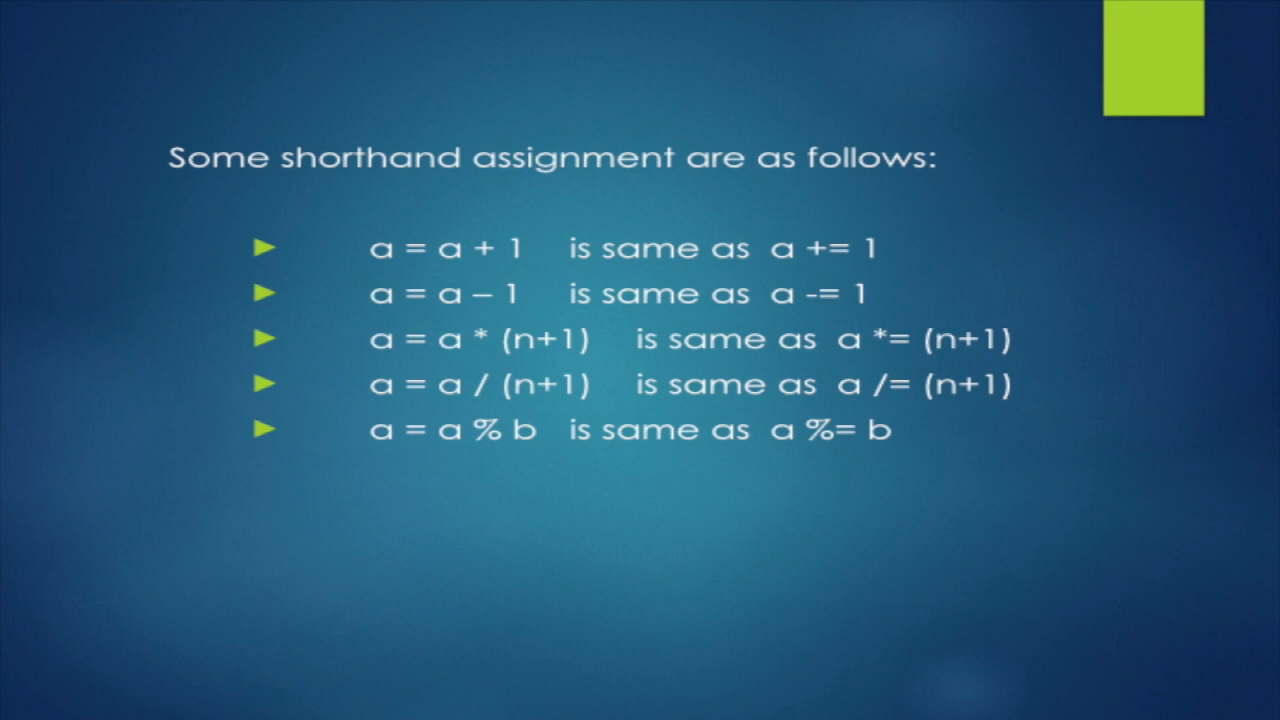 Some shorthand assignment are as follows:
a = a + 1 is same as a += 1
a = a – 1 is same as a -= 1
a = a * (n+1) is same as a *= (n+1)
a = a / (n+1) is same as a /= (n+1)
a = a % b is same as a %= b